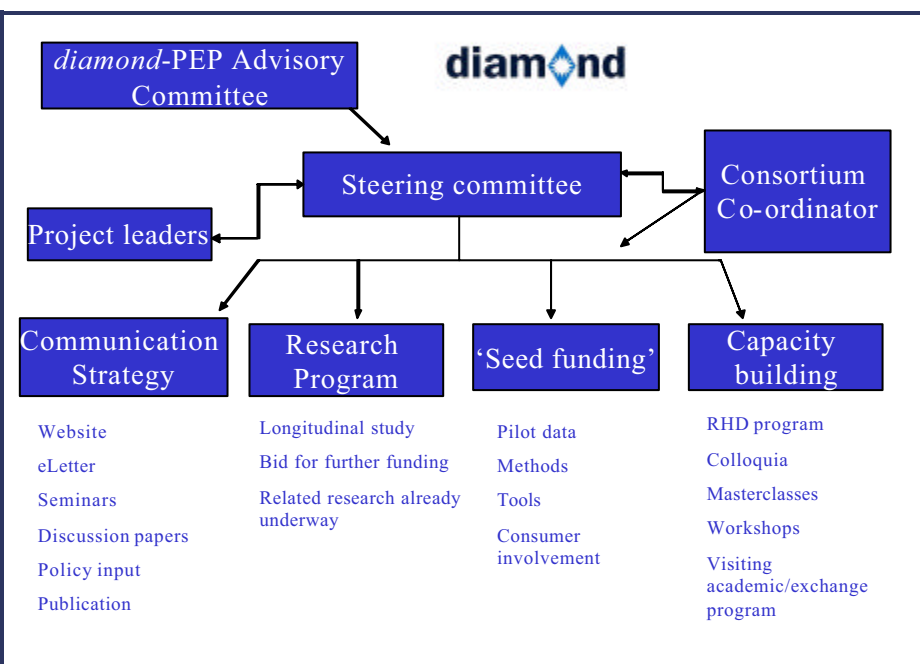 diamond-PEP Advisory
Committee
diamond
Steering committee
Consortium
Co-ordinator
Project leaders
Communication
Strategy
Research
Program
‘Seed funding’
Capacity
building
Website
eLetter
Seminars
Discussion papers
Policy input
Publication
Longitudinal study
Bid for further funding
Related research already
underway
Pilot data
Methods
Tools
Consumer
involvement
RHD program
Colloquia
Masterclasses
Workshops
Visiting
academic/exchange
program